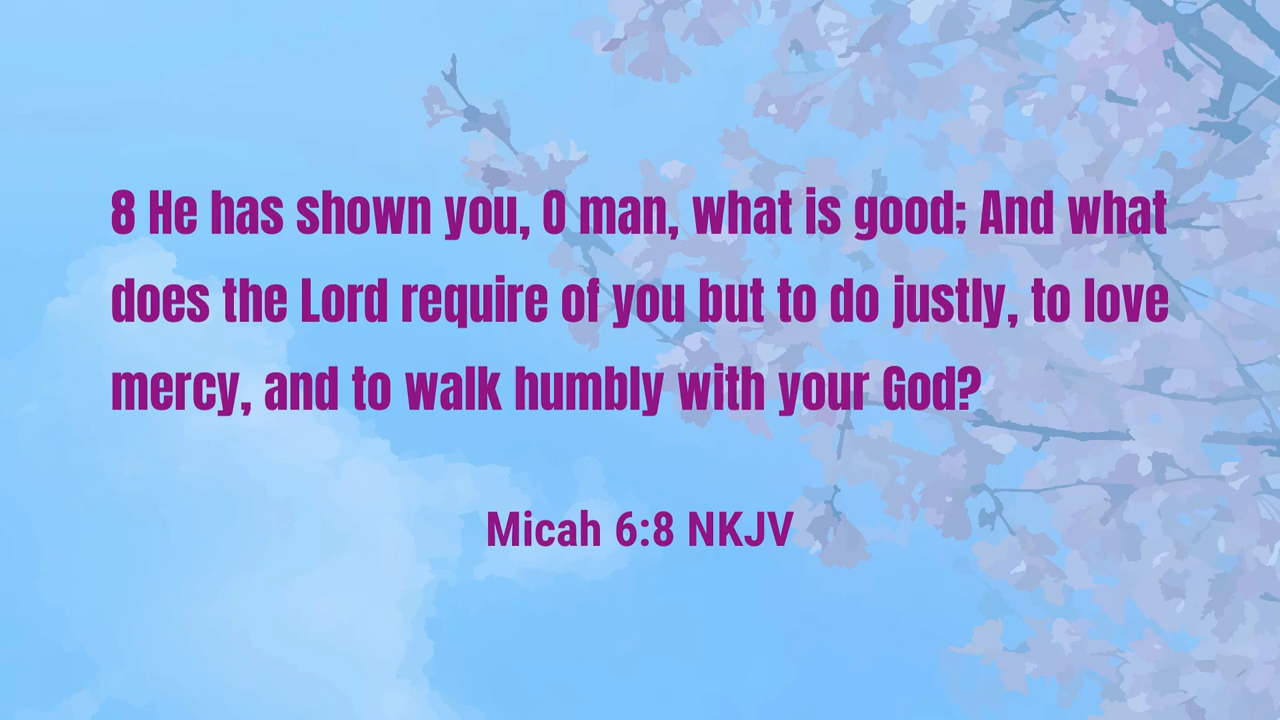 8 He has shown you, O man, what is good; And what
does the Lord require of you but to do justly, to love
mercy, and to walk humbly with your God?
Micah 6:8 NKJV